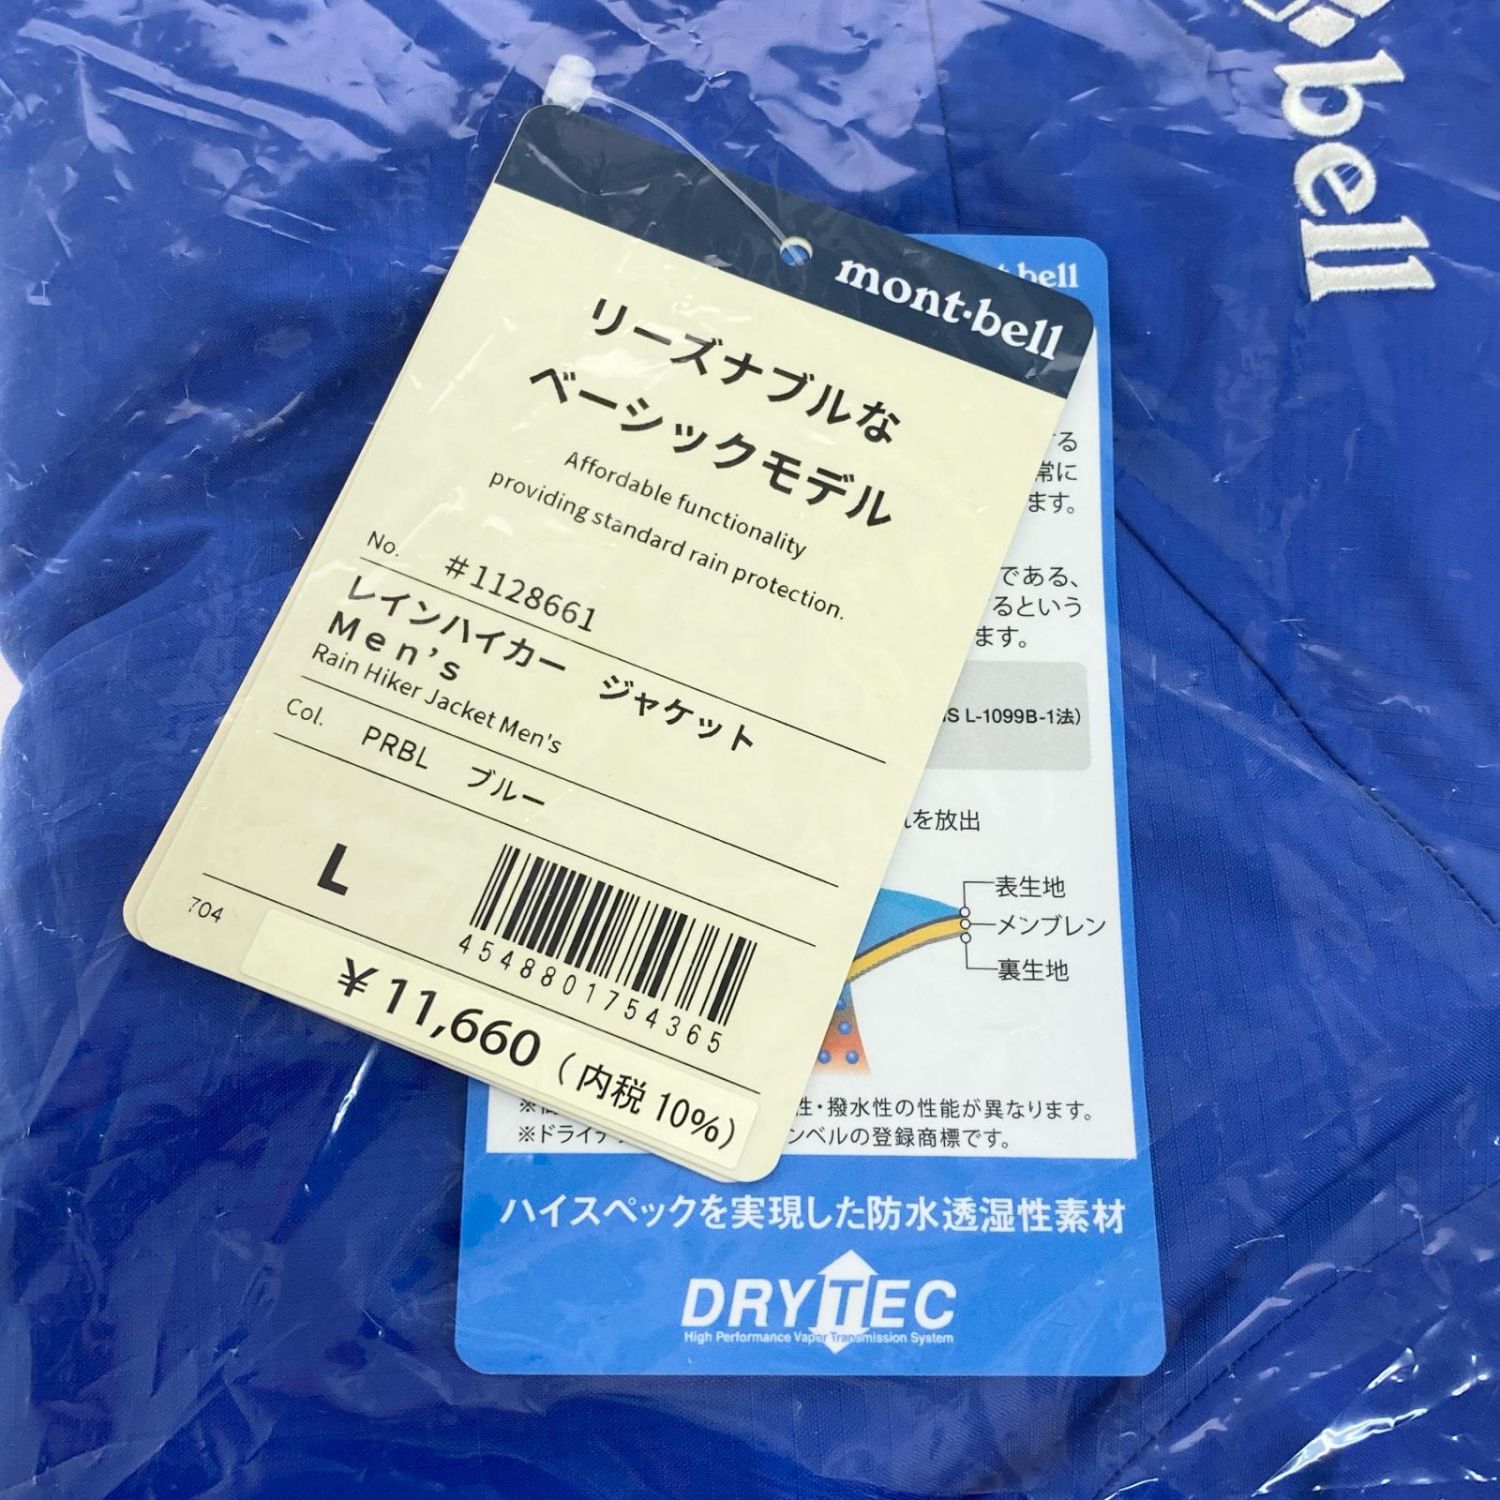 bell
mont・bell
リーズナブルな
ベーシックモデル
Affordable functionality
providing standard rain protection.
No. #1128661
レインハイカー ジャケット
Men's
Rain Hiker Jacket Men's
Col. PRBL ブルー
L
704
4548801754365
¥11,660 (内税10%)
bell
する
常に
ます。
である、
るという
ます。
L-1099B-1法)
を放出
表生地
メンブレン
裏生地
性・撥水性の性能が異なります。
※ドライテ
ンベルの登録商標です。
ハイスペックを実現した防水透湿性素材
DRYTEC
High Performance Vapor Transmission System